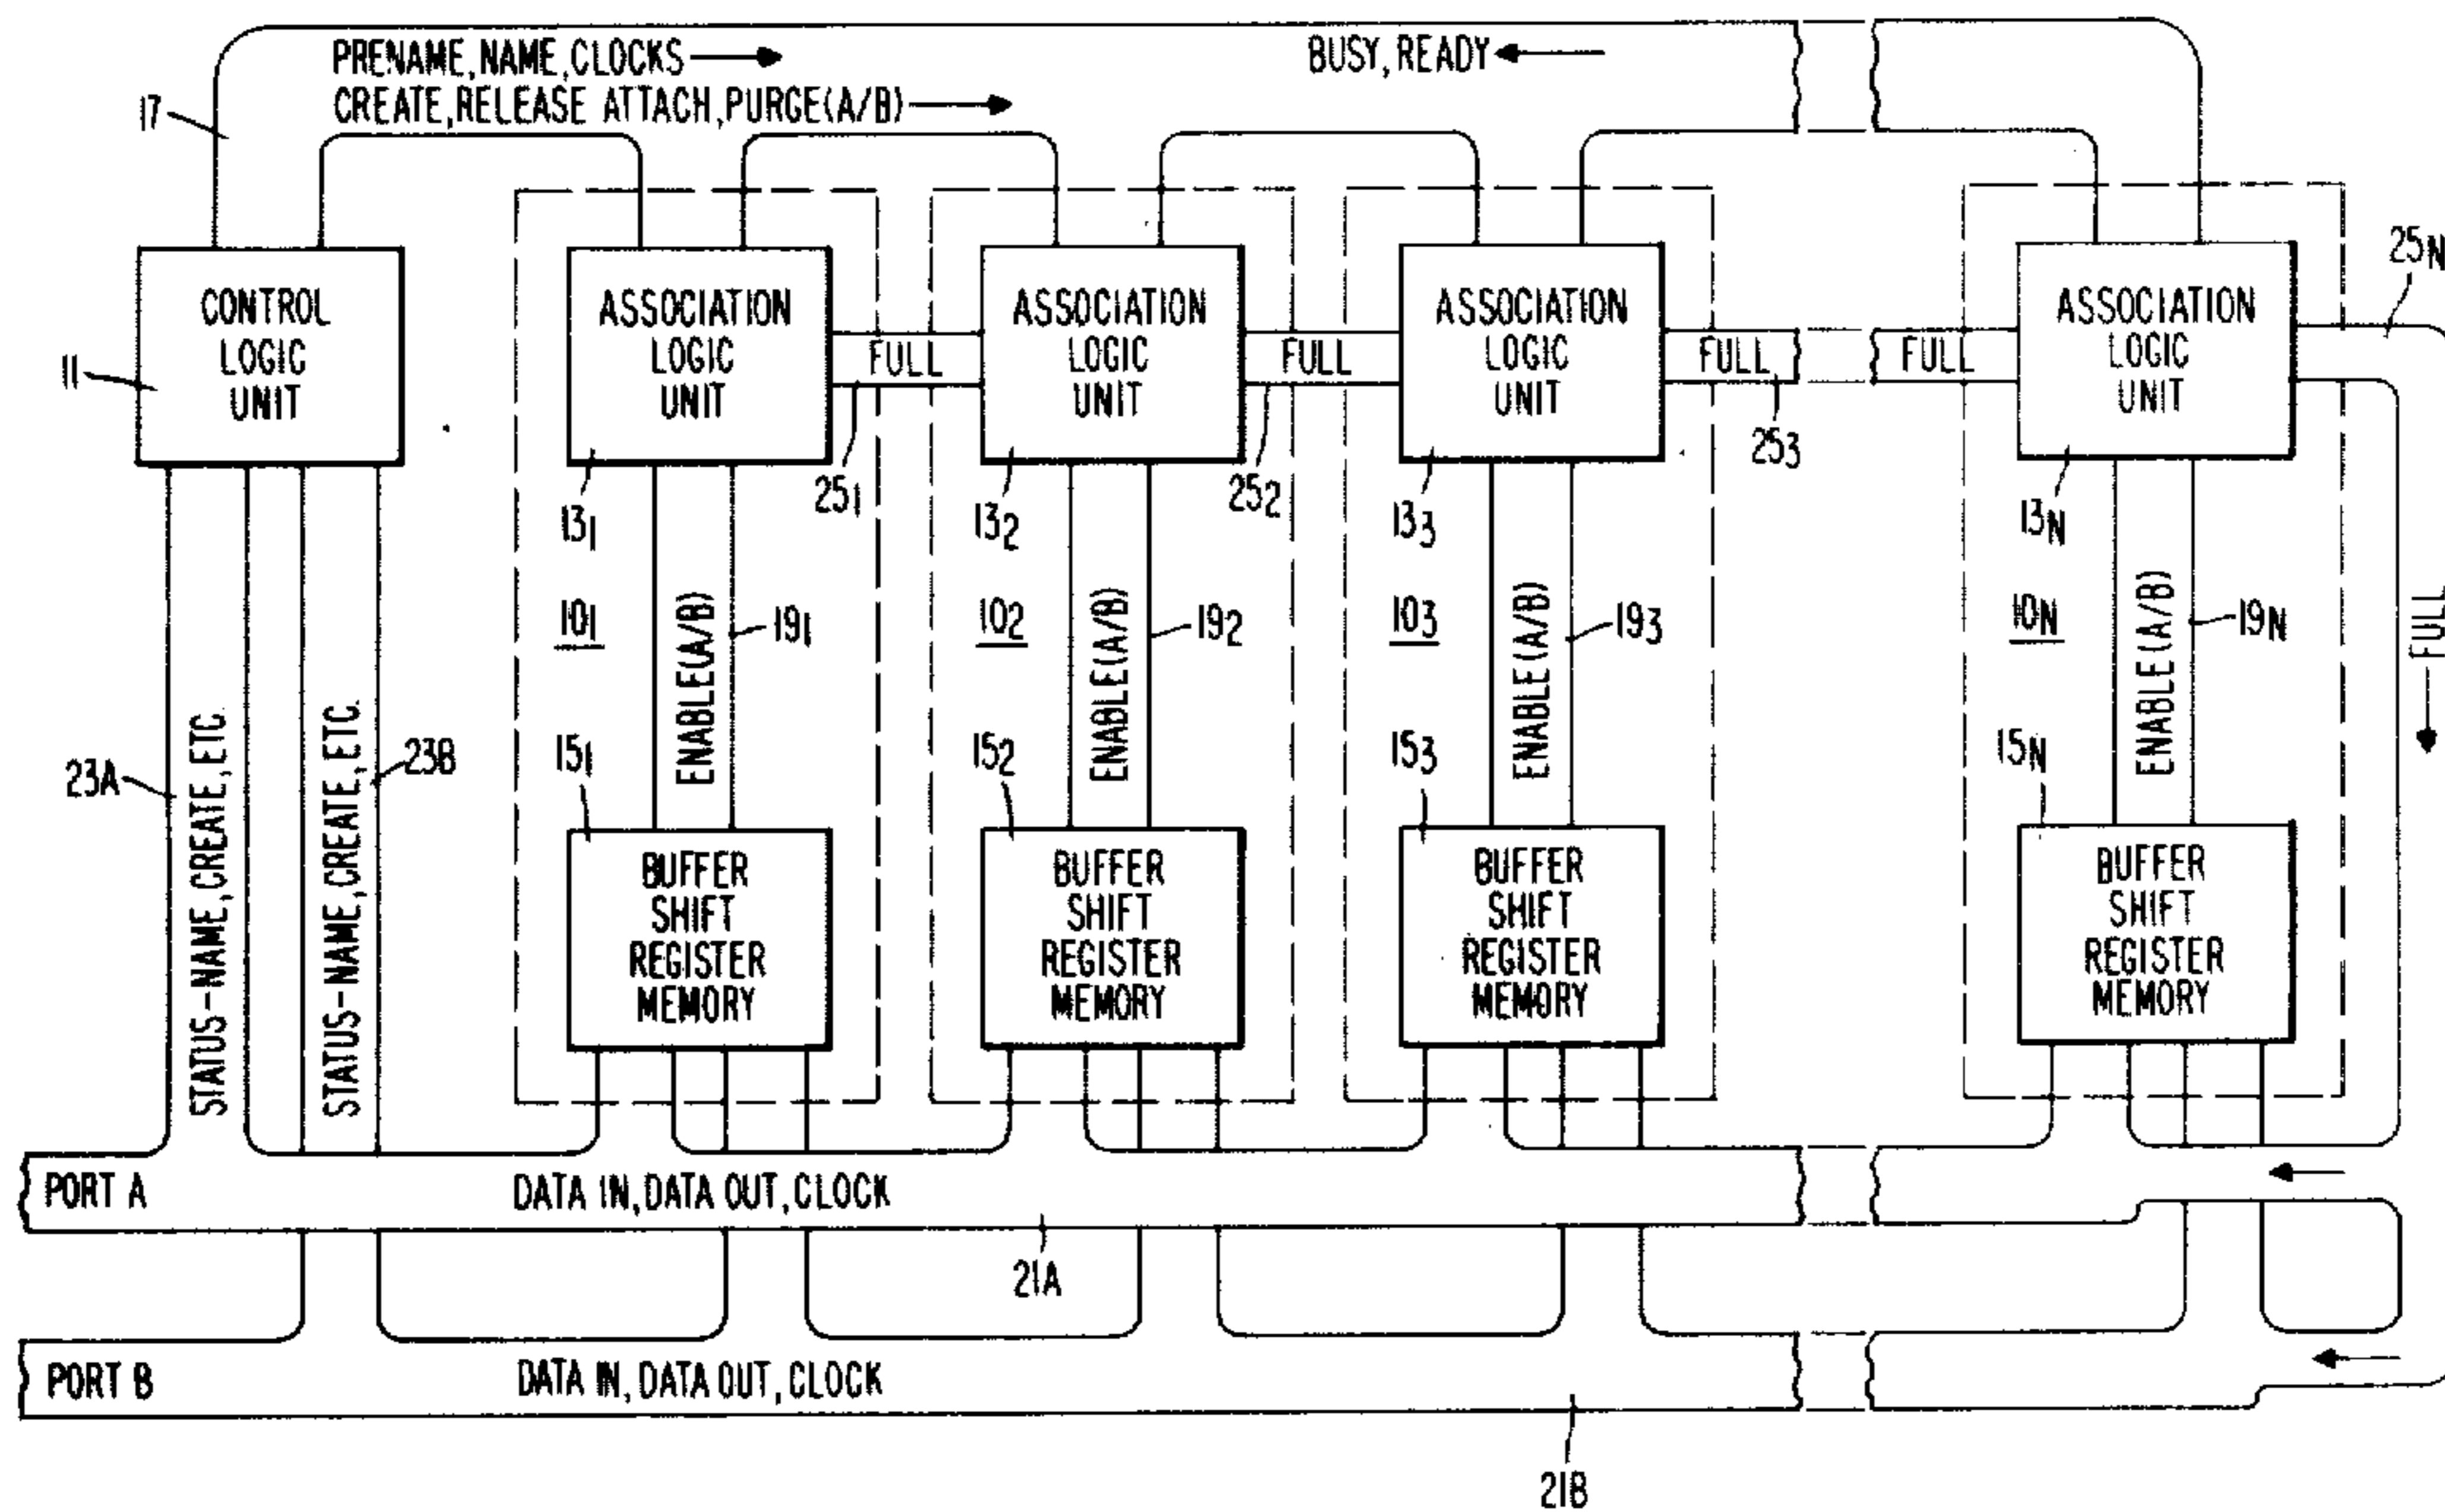 PRENAME, NAME, CLOCKS
BUSY, READY
CREATE, RELEASE ATTACH, PURGE(A/B)
17
CONTROL
LOGIC
UNIT
11
ASSOCIATION
LOGIC
UNIT
ASSOCIATION
LOGIC
UNIT
ASSOCIATION
LOGIC
UNIT
ASSOCIATION
LOGIC
UNIT
FULL
FULL
FULL
FULL
25N
251
252
253
131
132
133
13N
101
102
103
10N
ENABLE(A/B)
ENABLE(A/B)
ENABLE(A/B)
ENABLE(A/B)
191
192
193
19N
FULL
23A
STATUS-NAME, CREATE, ETC.
STATUS-NAME, CREATE, ETC.
23B
151
152
153
15N
BUFFER
SHIFT
REGISTER
MEMORY
BUFFER
SHIFT
REGISTER
MEMORY
BUFFER
SHIFT
REGISTER
MEMORY
BUFFER
SHIFT
REGISTER
MEMORY
PORT A
DATA IN, DATA OUT, CLOCK
21A
PORT B
DATA IN, DATA OUT, CLOCK
21B